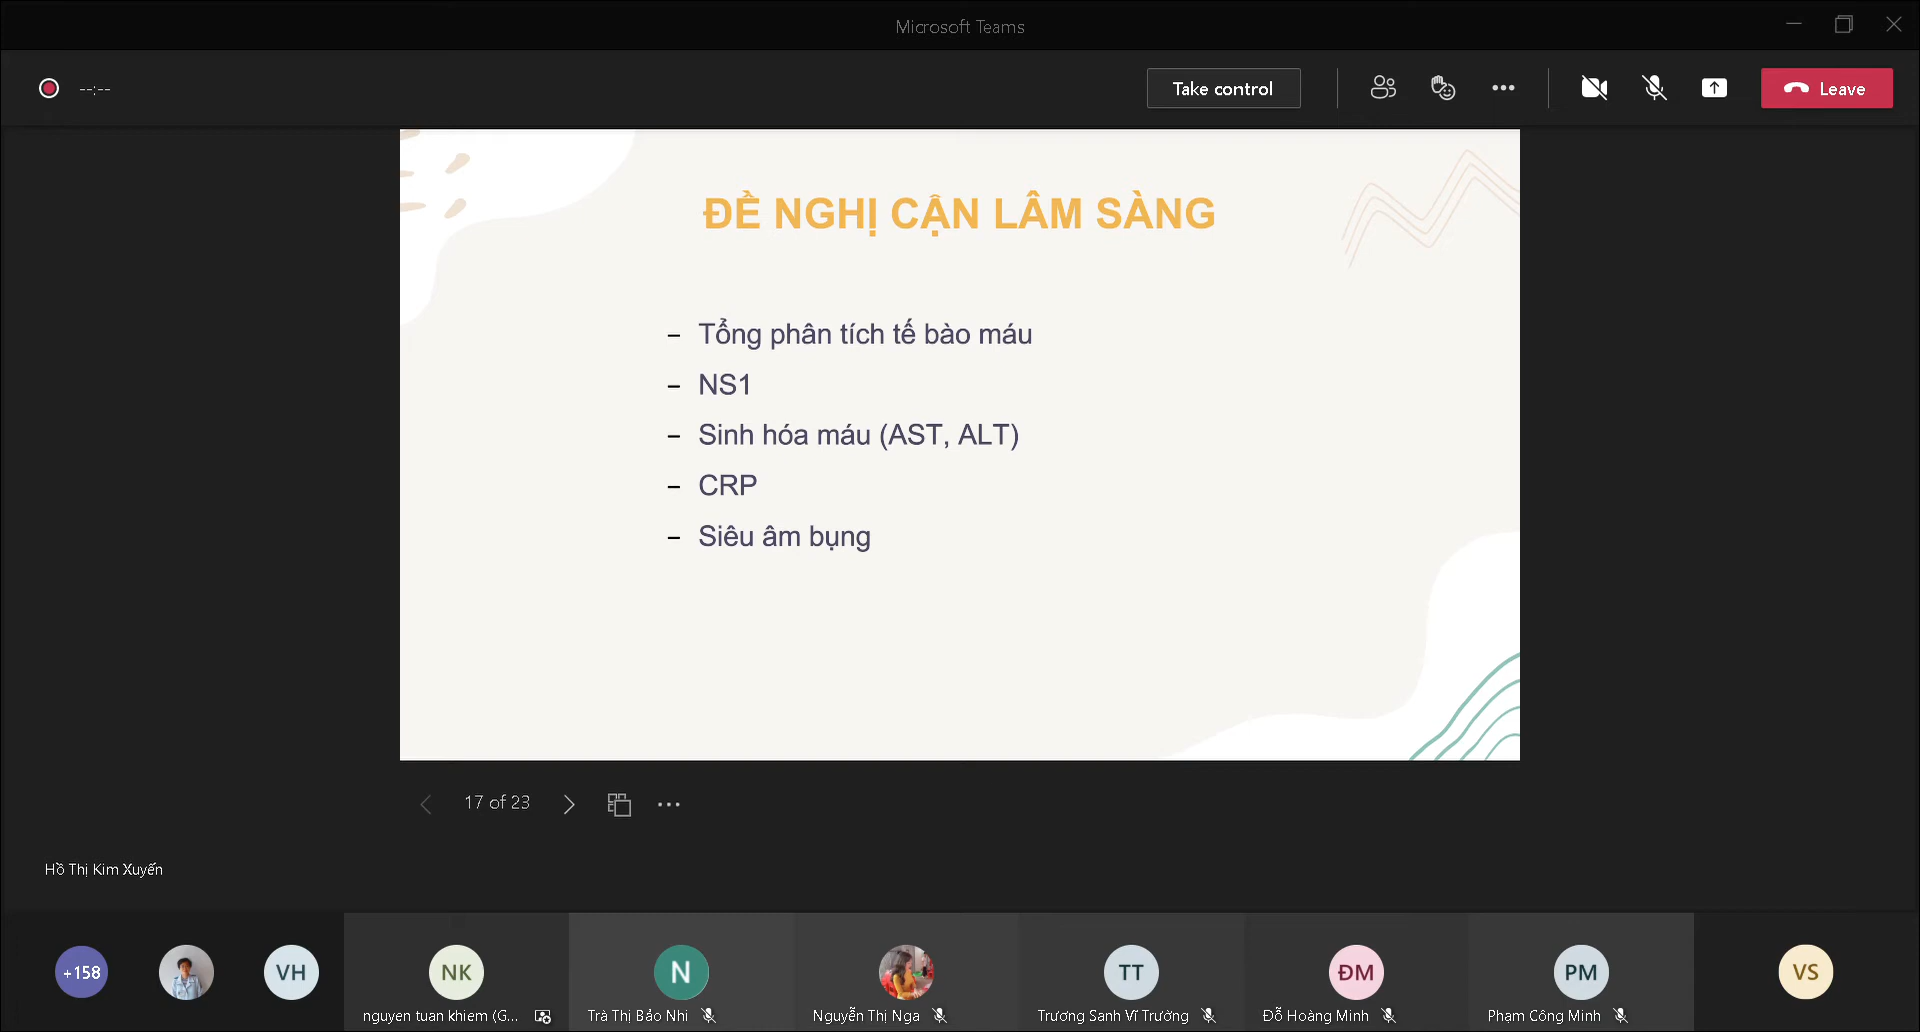 Microsoft Teams
--:--
Take control
Leave
ĐỀ NGHỊ CẬN LÂM SÀNG
– Tổng phân tích tế bào máu
– NS1
– Sinh hóa máu (AST, ALT)
– CRP
– Siêu âm bụng
17 of 23
Hồ Thị Kim Xuyến
+158
VH
NK
N
TT
ĐM
PM
VS
nguyen tuan khiem (G...
Trà Thị Bảo Nhi
Nguyễn Thị Nga
Trương Sanh Vĩ Trường
Đỗ Hoàng Minh
Phạm Công Minh